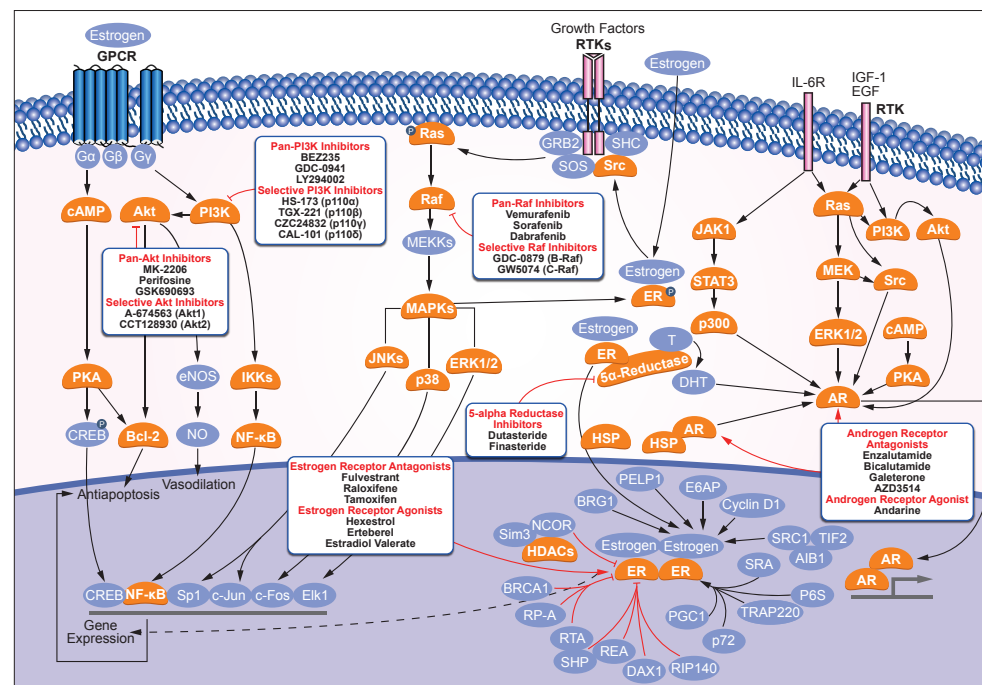 Estrogen
GPCR
Gα
Gβ
Gγ
Growth Factors
RTKs
Estrogen
IL-6R
IGF-1
EGF
RTK
GRB2
SHC
SOS
Src
P
Ras
Pan-PI3K Inhibitors
BEZ235
GDC-0941
LY294002
Selective PI3K Inhibitors
HS-173 (p110α)
TGX-221 (p110β)
CZC24832 (p110γ)
CAL-101 (p110δ)
cAMP
Akt
PI3K
Raf
Pan-Raf Inhibitors
Vemurafenib
Sorafenib
Dabrafenib
Selective Raf Inhibitors
GDC-0879 (B-Raf)
GW5074 (C-Raf)
MEKKs
Pan-Akt Inhibitors
MK-2206
Perifosine
GSK690693
Selective Akt Inhibitors
A-674563 (Akt1)
CCT128930 (Akt2)
Estrogen
ER
P
MAPKs
JNKs
p38
ERK1/2
JAK1
STAT3
p300
Ras
PI3K
Akt
MEK
Src
ERK1/2
cAMP
PKA
AR
Estrogen
ER
T
5α-Reductase
DHT
5-alpha Reductase
Inhibitors
Dutasteride
Finasteride
HSP
AR
HSP
PKA
eNOS
IKKs
CREB
P
Bcl-2
NO
NF-κB
Antiapoptosis
Vasodilation
Androgen Receptor
Antagonists
Enzalutamide
Bicalutamide
Galeterone
AZD3514
Androgen Receptor Agonist
Andarine
Estrogen Receptor Antagonists
Fulvestrant
Raloxifene
Tamoxifen
Estrogen Receptor Agonists
Hexestrol
Erteberel
Estradiol Valerate
BRG1
PELP1
E6AP
Cyclin D1
NCOR
Sim3
HDACs
Estrogen
Estrogen
ER
ER
SRC1
TIF2
AIB1
SRA
P6S
TRAP220
p72
PGC1
BRCA1
RP-A
RTA
SHP
REA
DAX1
RIP140
AR
AR
CREB
NF-κB
Sp1
c-Jun
c-Fos
Elk1
Gene
Expression